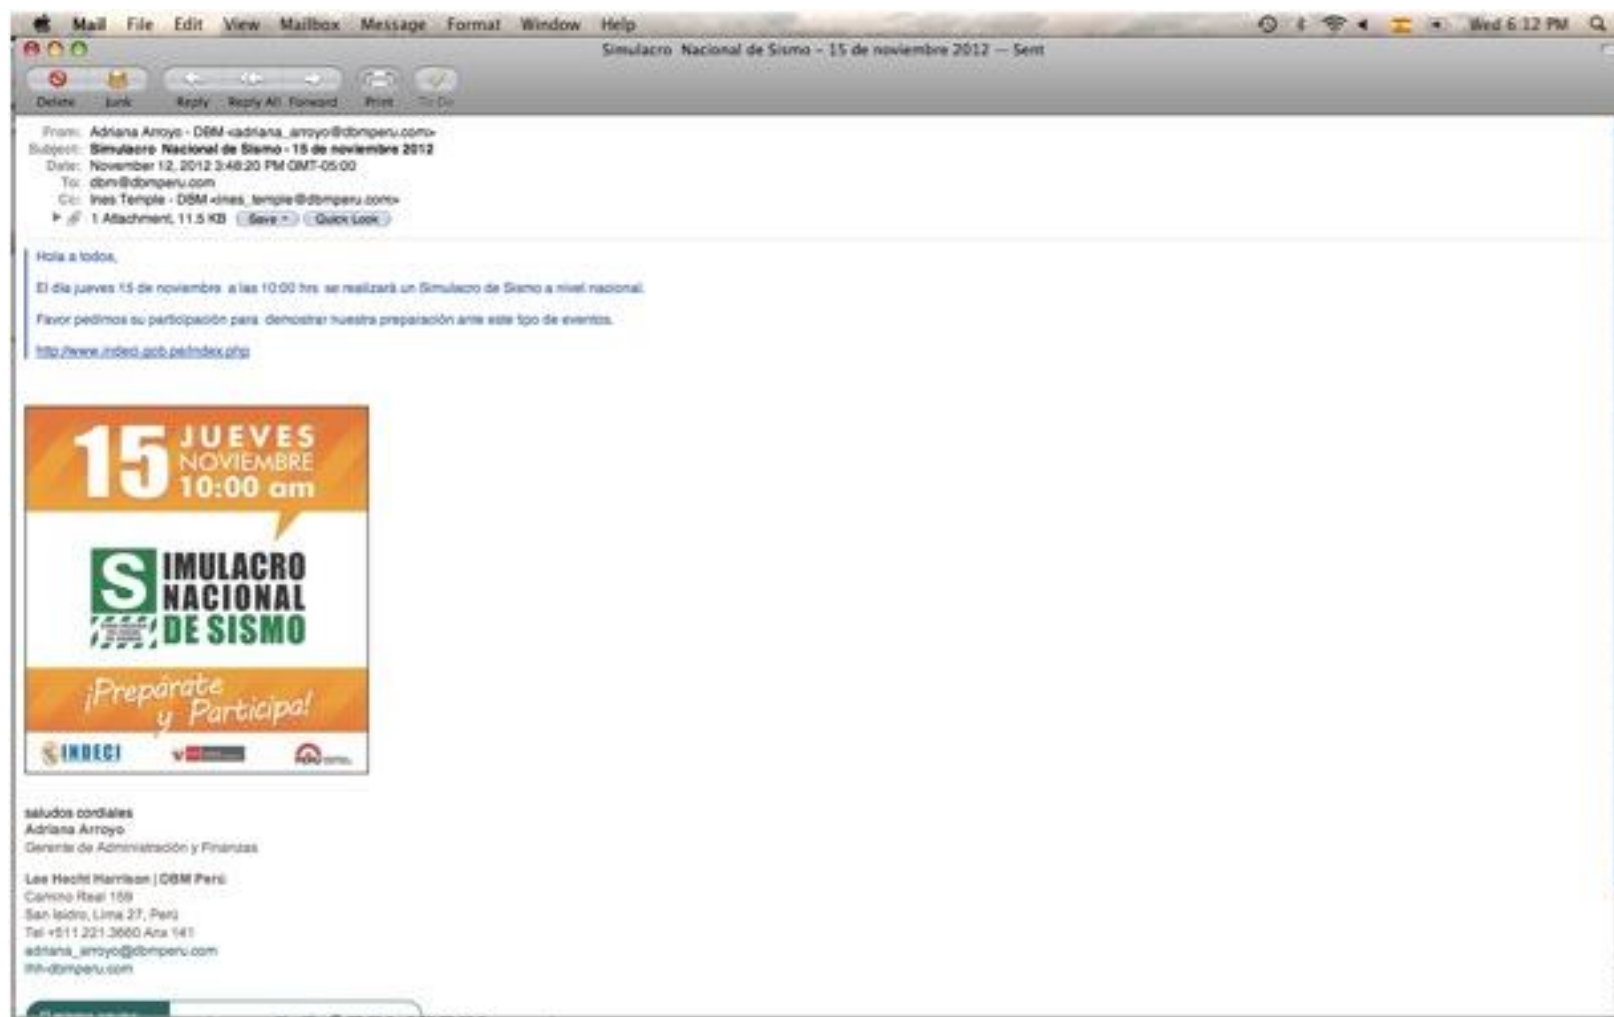 Mail File Edit View Mailbox Message Format Window Help Wed 6:12 PM
Simulacro Nacional de Sismo - 15 de noviembre 2012 — Sent
Delete Junk Reply Reply All Forward Print To Do
From: Adriana Arroyo - DBM <adriana_arroyo@dbmperu.com>
Subject: Simulacro Nacional de Sismo - 15 de noviembre 2012
Date: November 12, 2012 3:48:20 PM GMT-05:00
To: dbm@dbmperu.com
Cc: Ines Temple - DBM <ines_temple@dbmperu.com>
1 Attachment, 11.5 KB Save Quick Look
Hola a todos,
El día jueves 15 de noviembre a las 10:00 hrs se realizará un Simulacro de Sismo a nivel nacional.
Favor pedimos su participación para demostrar nuestra preparación ante este tipo de eventos.
http://www.indeci.gob.pe/index.php
15 JUEVES
NOVIEMBRE
10:00 am
SIMULACRO
NACIONAL
DE SISMO
¡Prepárate
y Participa!
INDECI PERÚ
saludos cordiales
Adriana Arroyo
Gerente de Administración y Finanzas
Lee Hecht Harrison | DBM Perú
Camino Real 159
San Isidro, Lima 27, Perú
Tel +511 221.3660 Anx 141
adriana_arroyo@dbmperu.com
lhh-dbmperu.com